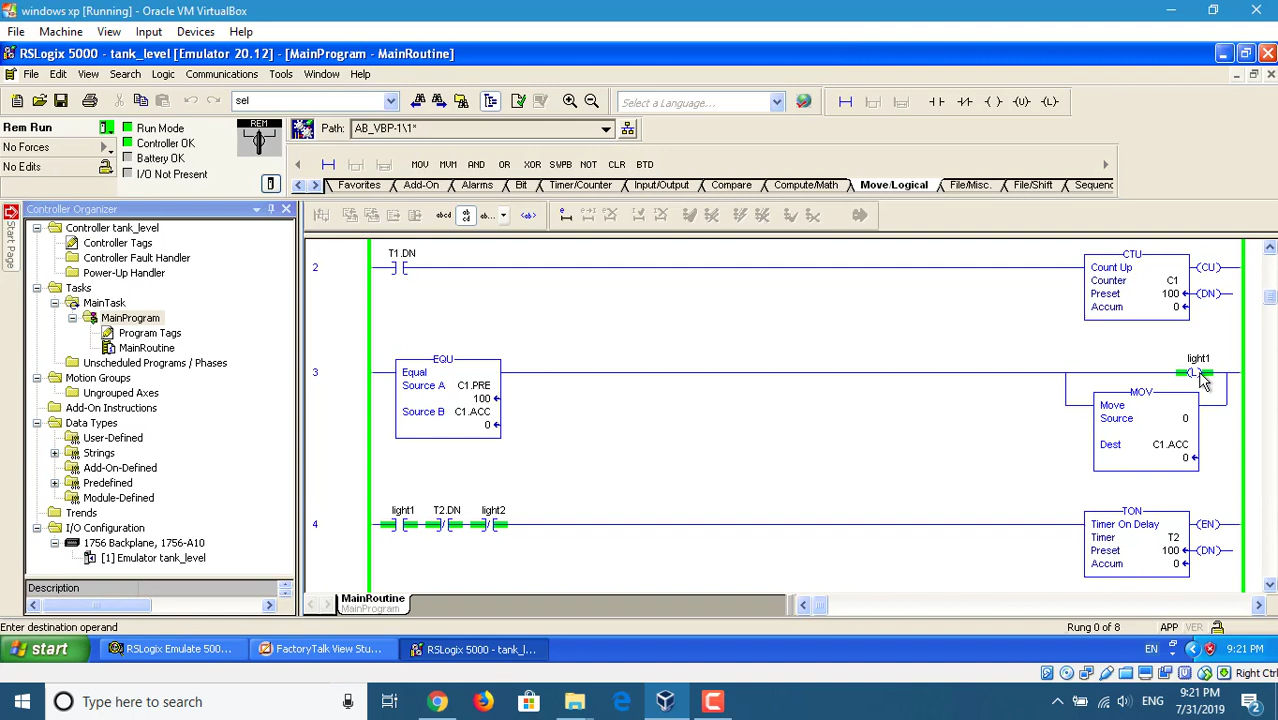 windows xp [Running] - Oracle VM VirtualBox
File Machine View Input Devices Help
RSLogix 5000 - tank_level [Emulator 20.12] - [MainProgram - MainRoutine]
File Edit View Search Logic Communications Tools Window Help
sel
Select a Language...
Rem Run
No Forces
No Edits
Run Mode
Controller OK
Battery OK
I/O Not Present
REM
Path: AB_VBP-1\1*
MOV MVM AND OR XOR SWPB NOT CLR BTD
Favorites Add-On Alarms Bit Timer/Counter Input/Output Compare Compute/Math Move/Logical File/Misc. File/Shift Sequenc
Start Page
Controller Organizer
Controller tank_level
Controller Tags
Controller Fault Handler
Power-Up Handler
Tasks
MainTask
MainProgram
Program Tags
MainRoutine
Unscheduled Programs / Phases
Motion Groups
Ungrouped Axes
Add-On Instructions
Data Types
User-Defined
Strings
Add-On-Defined
Predefined
Module-Defined
Trends
I/O Configuration
1756 Backplane, 1756-A10
[1] Emulator tank_level
Description
2
T1.DN
CTU
Count Up
Counter C1
Preset 100
Accum 0
CU
DN
3
EQU
Equal
Source A C1.PRE
100
Source B C1.ACC
0
light1
L
MOV
Move
Source 0
Dest C1.ACC
0
4
light1 T2.DN light2
TON
Timer On Delay
Timer T2
Preset 100
Accum 0
EN
DN
MainRoutine
MainProgram
Enter destination operand
Rung 0 of 8 APP VER
start RSLogix Emulate 500... FactoryTalk View Stu... RSLogix 5000 - tank_l... EN 9:21 PM
Right Ctrl
Type here to search
ENG
9:21 PM
7/31/2019
2